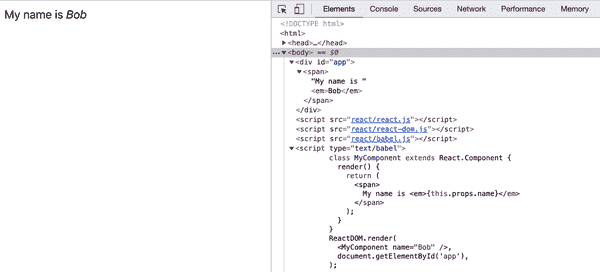 My name is Bob
Elements Console Sources Network Performance Memory
<!DOCTYPE html>
<html>
<head>…</head>
<body> == $0
<div id="app">
<span>
"My name is "
<em>Bob</em>
</span>
</div>
<script src="react/react.js"></script>
<script src="react/react-dom.js"></script>
<script src="react/babel.js"></script>
<script type="text/babel">
class MyComponent extends React.Component {
render() {
return (
<span>
My name is <em>{this.props.name}</em>
</span>
);
}
}
ReactDOM.render(
<MyComponent name="Bob" />,
document.getElementById('app'),
);